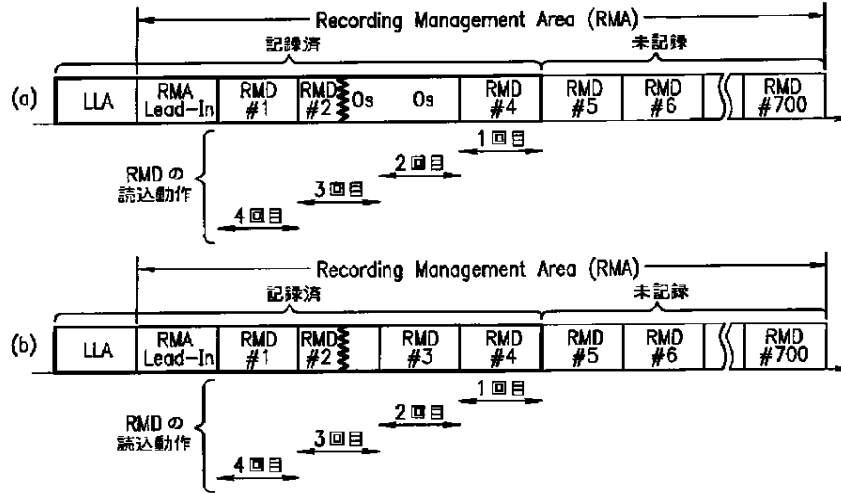 Recording Management Area (RMA)
記録済
未記録
(a)
LLA
RMA
Lead-In
RMD
#1
RMD
#2
0s
0s
RMD
#4
RMD
#5
RMD
#6
RMD
#700
RMDの
読込動作
1回目
2回目
3回目
4回目
Recording Management Area (RMA)
記録済
未記録
(b)
LLA
RMA
Lead-In
RMD
#1
RMD
#2
RMD
#3
RMD
#4
RMD
#5
RMD
#6
RMD
#700
RMDの
読込動作
1回目
2回目
3回目
4回目